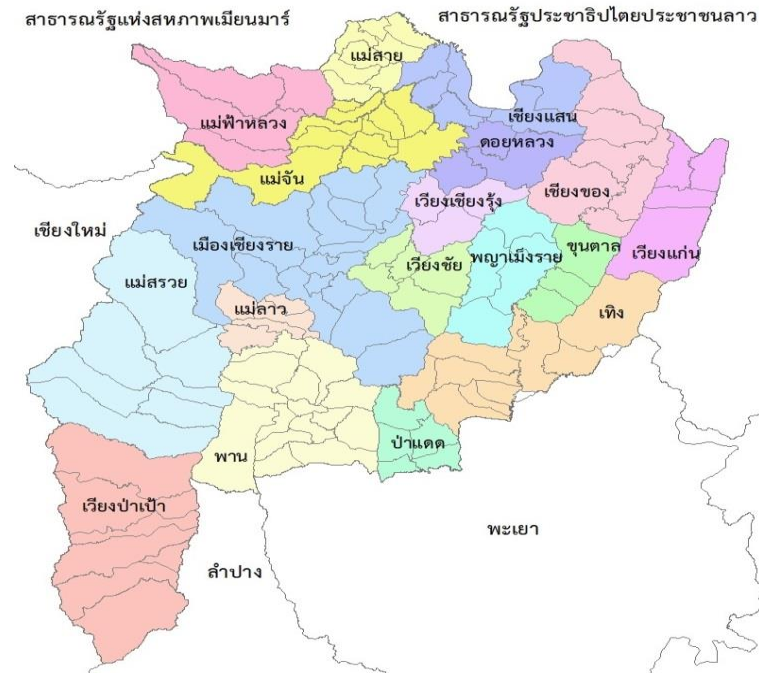 สาธารณรัฐแห่งสหภาพเมียนมาร์
สาธารณรัฐประชาธิปไตยประชาชนลาว
แม่สาย
แม่ฟ้าหลวง
เชียงแสน
ดอยหลวง
แม่จัน
เวียงเชียงรุ้ง
เชียงของ
เชียงใหม่
เมืองเชียงราย
เวียงชัย
พญาเม็งราย
ขุนตาล
เวียงแก่น
แม่สรวย
แม่ลาว
เทิง
พาน
ป่าแดด
เวียงป่าเป้า
พะเยา
ลำปาง